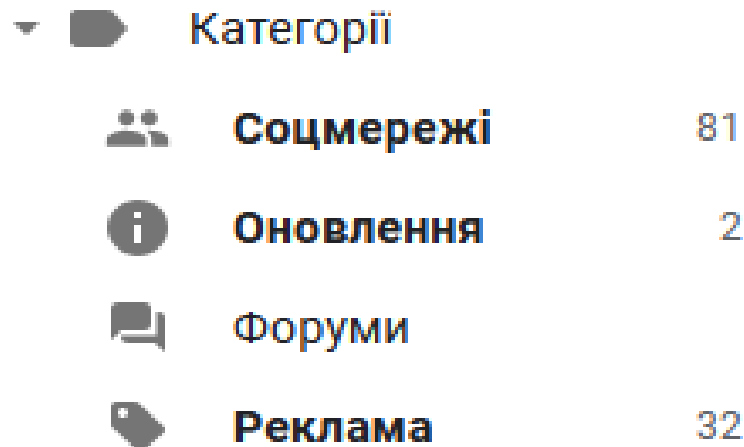 Категорії
Соцмережі 81
Оновлення 2
Форуми
Реклама 32